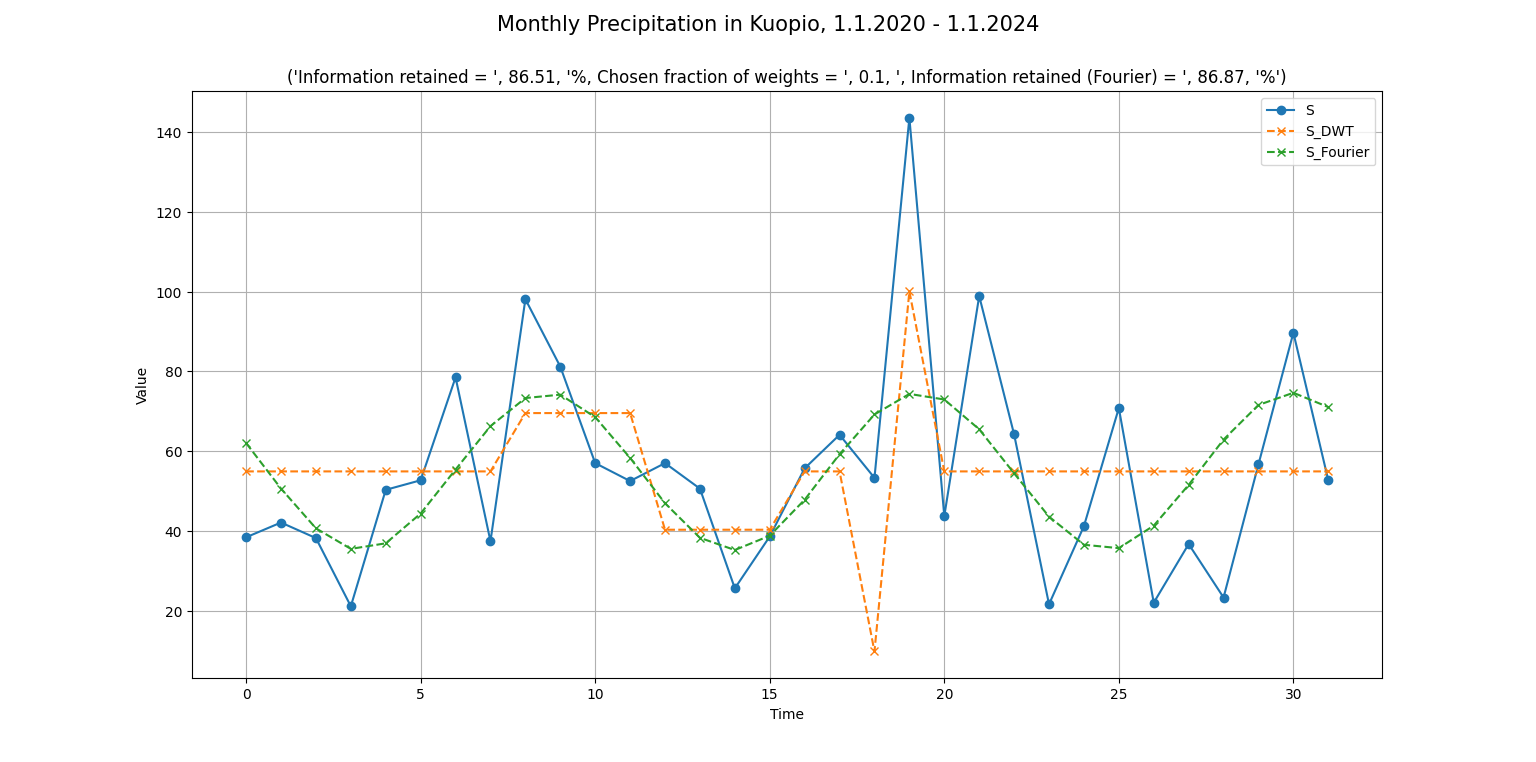 Monthly Precipitation in Kuopio, 1.1.2020 - 1.1.2024
('Information retained = ', 86.51, '%, Chosen fraction of weights = ', 0.1, ', Information retained (Fourier) = ', 86.87, '%')
S
S_DWT
S_Fourier
140
120
100
80
60
40
20
Value
0 5 10 15 20 25 30
Time